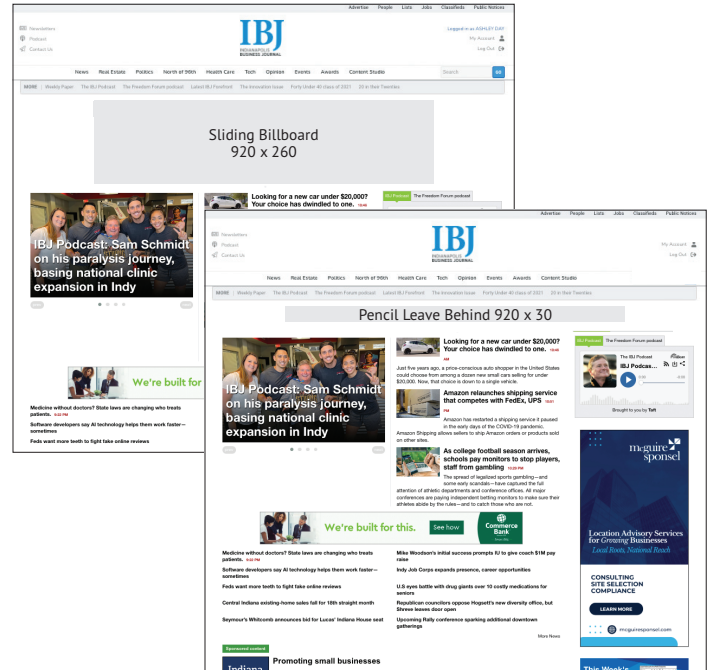 Advertise People Lists Jobs Classifieds Public Notices
Newsletters
Podcast
Contact Us
IBJ
INDIANAPOLIS
BUSINESS JOURNAL
Logged in as ASHLEY DAY.
My Account
Log Out
News Real Estate Politics North of 96th Health Care Tech Opinion Events Awards Content Studio
Search
GO
MORE Weekly Paper The IBJ Podcast The Freedom Forum podcast Latest IBJ Forefront The Innovation Issue Forty Under 40 class of 2021 20 in their Twenties
Sliding Billboard
920 x 260
IBJ Podcast: Sam Schmidt
on his paralysis journey,
basing national clinic
expansion in Indy
Looking for a new car under $20,000?
Your choice has dwindled to one.
IBJ Podcast The Freedom Forum podcast
We're built for
Medicine without doctors? State laws are changing who treats
patients.
Software developers say AI technology helps them work faster—
sometimes
Feds want more teeth to fight fake online reviews
Advertise People Lists Jobs Classifieds Public Notices
Newsletters
Podcast
Contact Us
IBJ
INDIANAPOLIS
BUSINESS JOURNAL
My Account
Log Out
News Real Estate Politics North of 96th Health Care Tech Opinion Events Awards Content Studio
MORE Weekly Paper The IBJ Podcast The Freedom Forum podcast Latest IBJ Forefront The Innovation Issue Forty Under 40 class of 2021 20 in their Twenties
Pencil Leave Behind 920 x 30
IBJ Podcast: Sam Schmidt
on his paralysis journey,
basing national clinic
expansion in Indy
Looking for a new car under $20,000?
Your choice has dwindled to one.
AM
Just five years ago, a price-conscious auto shopper in the United States
could choose from among a dozen new small cars selling for under
$20,000. Now, that choice is down to a single vehicle.
Amazon relaunches shipping service
that competes with FedEx, UPS
PM
Amazon has restarted a shipping service it paused
in the early days of the COVID-19 pandemic.
Amazon Shipping allows sellers to ship Amazon orders or products sold
on other sites.
As college football season arrives,
schools pay monitors to stop players,
staff from gambling
The spread of legalized sports gambling—and
some early scandals—have captured the full
attention of athletic departments and conference offices. All major
conferences are paying independent betting monitors to make sure their
athletes abide by the rules—and to catch those who are not.
IBJ Podcast The Freedom Forum podcast
The IBJ Podcast
IBJ Podcas...
Brought to you by Taft
mcguire
sponsel
Location Advisory Services
for Growing Businesses
Local Roots, National Reach
CONSULTING
SITE SELECTION
COMPLIANCE
LEARN MORE
mcguiresponsel.com
We're built for this.
See how
Commerce
Bank
Medicine without doctors? State laws are changing who treats
patients.
Software developers say AI technology helps them work faster—
sometimes
Feds want more teeth to fight fake online reviews
Central Indiana existing-home sales fall for 18th straight month
Seymour's Whitcomb announces bid for Lucas' Indiana House seat
Mike Woodson's initial success prompts IU to give coach $1M pay
raise
Indy Job Corps expands presence, career opportunities
U.S eyes battle with drug giants over 10 costly medications for
seniors
Republican councilors oppose Hogsett's new diversity office, but
Shreve leaves door open
Upcoming Rally conference sparking additional downtown
gatherings
More News
Sponsored content
Indiana
Promoting small businesses
This Week's